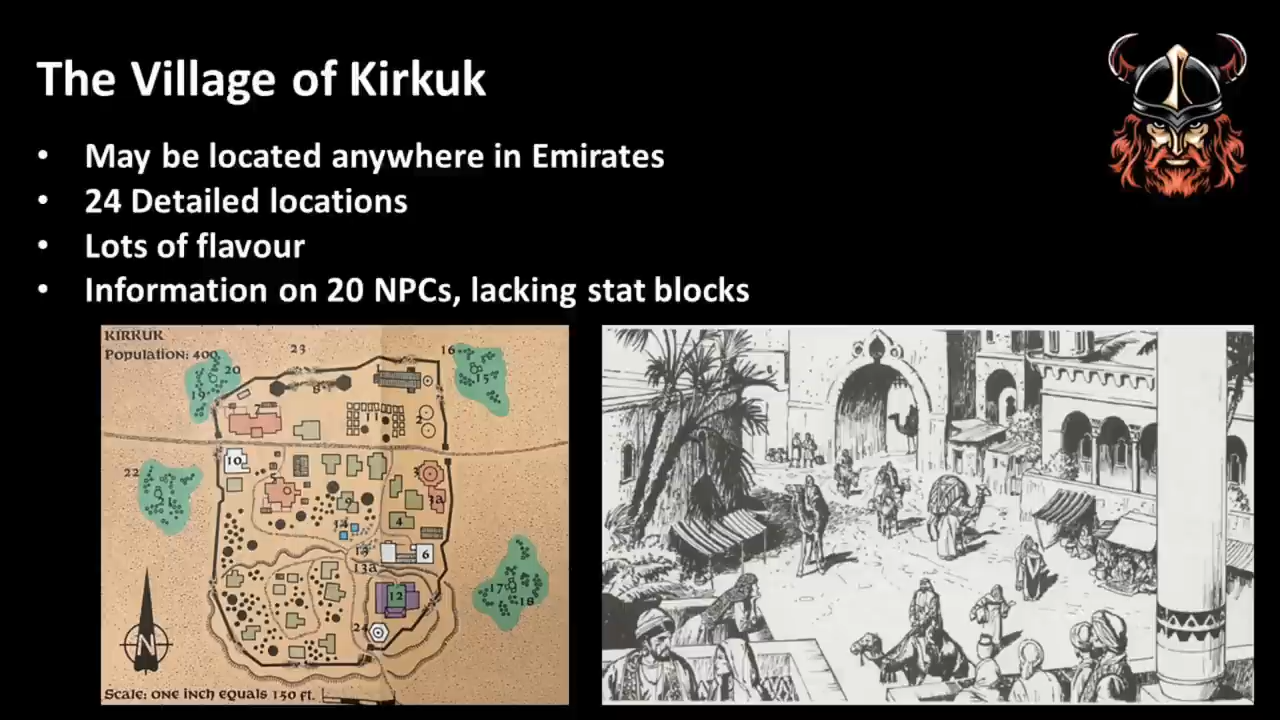 The Village of Kirkuk
• May be located anywhere in Emirates
• 24 Detailed locations
• Lots of flavour
• Information on 20 NPCs, lacking stat blocks
KIRKUK
Population: 400
23
16
20
15
19
8
7
11
2
10
22
3a
4
14
13
6
13a
12
17
18
24
N
Scale: one inch equals 150 ft.